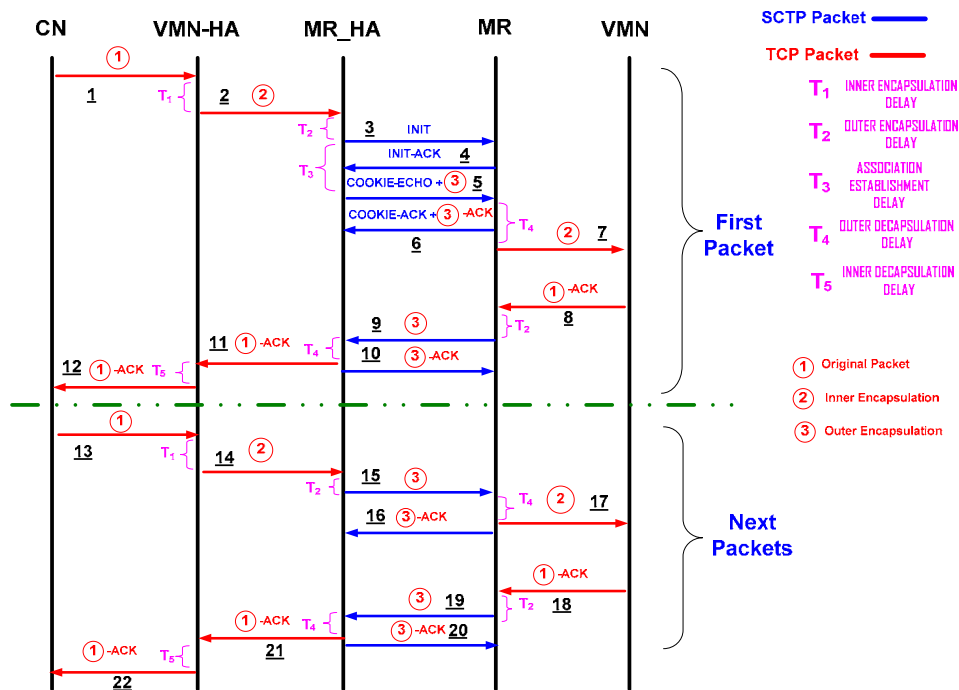 CN VMN-HA MR_HA MR VMN
SCTP Packet
TCP Packet
T1 INNER ENCAPSULATION
DELAY
T2 OUTER ENCAPSULATION
DELAY
T3 ASSOCIATION
ESTABLISHMENT
DELAY
T4 OUTER DECAPSULATION
DELAY
T5 INNER DECAPSULATION
DELAY
1 Original Packet
2 Inner Encapsulation
3 Outer Encapsulation
1
1 T1 2 2
T2 3 INIT
INIT-ACK 4
T3
COOKIE-ECHO + 3 5
COOKIE-ACK + 3 -ACK T4
6
2 7
First
Packet
1 -ACK
8
9 3 T2
11 1 -ACK T4
10 3 -ACK
12 1 -ACK T5
1
13 T1 14 2
T2 15 3
T4 2 17
16 3 -ACK
Next
Packets
1 -ACK
18
3 19 T2
1 -ACK T4
21
3 -ACK 20
1 -ACK T5
22